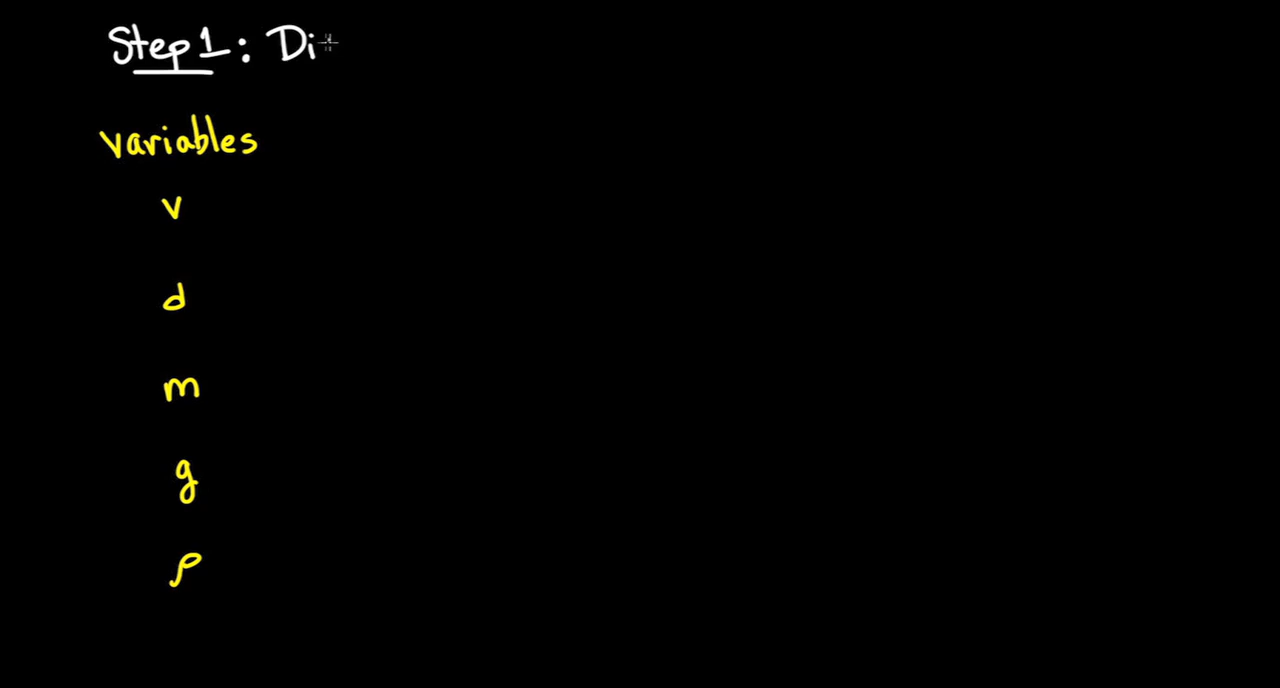 Step 1: Di
variables
v
d
m
g
ρ